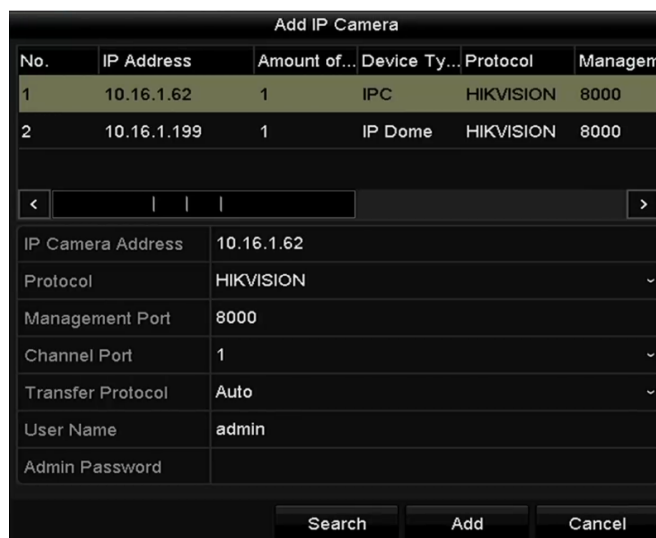 Add IP Camera
No. IP Address Amount of... Device Ty... Protocol Managem
1 10.16.1.62 1 IPC HIKVISION 8000
2 10.16.1.199 1 IP Dome HIKVISION 8000
IP Camera Address 10.16.1.62
Protocol HIKVISION
Management Port 8000
Channel Port 1
Transfer Protocol Auto
User Name admin
Admin Password
Search Add Cancel